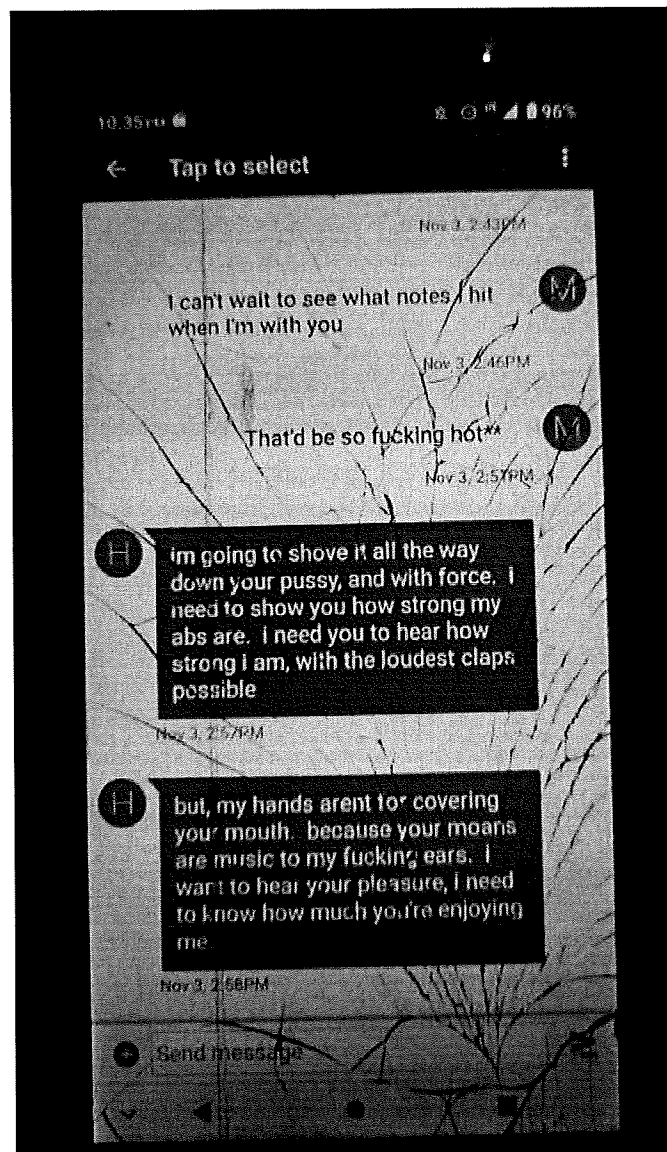 10:35PM
96%
Tap to select
Nov 3, 2:43PM
I can't wait to see what notes I hit
when I'm with you
M
Nov 3, 2:46PM
That'd be so fucking hot**
M
Nov 3, 2:57PM
H
im going to shove it all the way
down your pussy, and with force. i
need to show you how strong my
abs are. i need you to hear how
strong i am, with the loudest claps
possible
Nov 3, 2:57PM
H
but, my hands arent for covering
your mouth. because your moans
are music to my fucking ears. i
want to hear your pleasure, i need
to know how much you're enjoying
me
Nov 3, 2:58PM
Send message